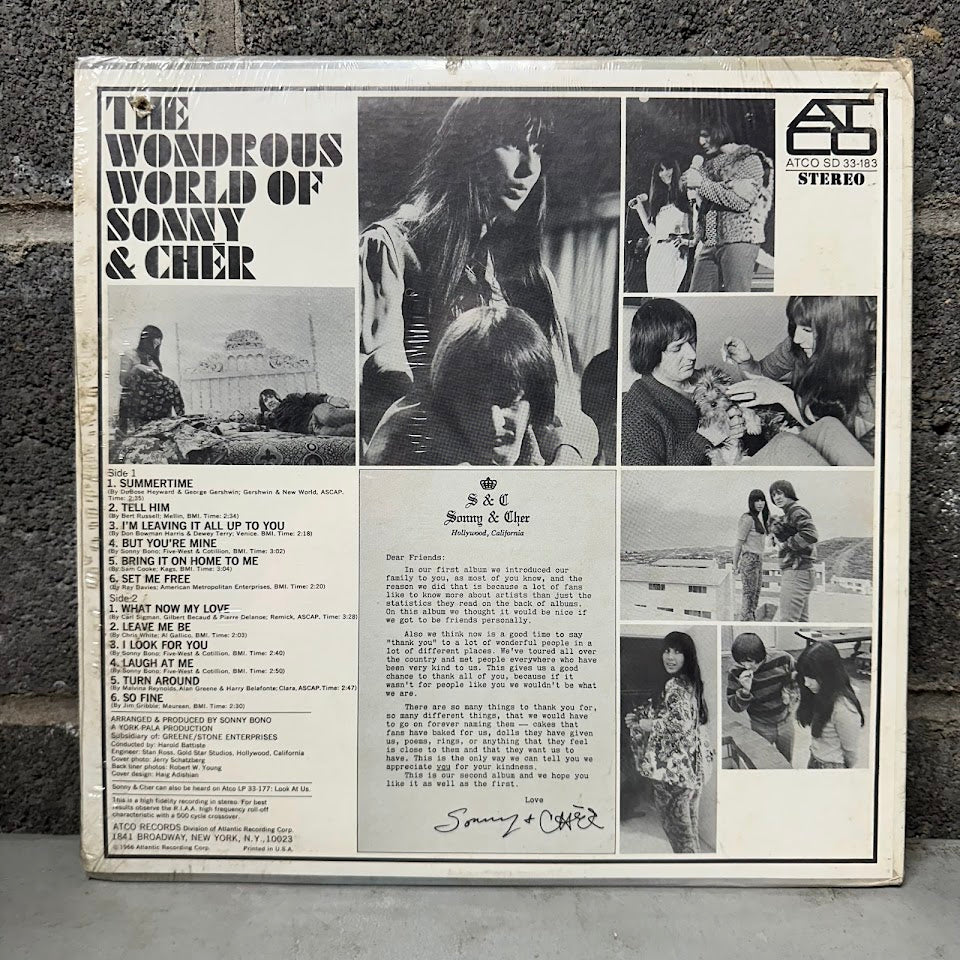 THE
WONDROUS
WORLD OF
SONNY
& CHÉR
ATCO
ATCO SD 33-183
STEREO
Side 1
1. SUMMERTIME
(By DuBose Heyward & George Gershwin; Gershwin & New World, ASCAP.
Time: 2:35)
2. TELL HIM
(By Bert Russell; Mellin, BMI. Time: 2:34)
3. I'M LEAVING IT ALL UP TO YOU
(By Don Bowman Harris & Dewey Terry; Venice. BMI. Time: 2:18)
4. BUT YOU'RE MINE
(By Sonny Bono; Five-West & Cotillion, BMI. Time: 3:02)
5. BRING IT ON HOME TO ME
(By Sam Cooke; Kags, BMI. Time: 3:04)
6. SET ME FREE
(By Ray Davies; American Metropolitan Enterprises, BMI. Time: 2:20)
Side 2
1. WHAT NOW MY LOVE
(By Carl Sigman, Gilbert Becaud & Pierre Delanoe; Remick, ASCAP. Time: 3:28)
2. LEAVE ME BE
(By Chris White; Al Gallico, BMI. Time: 2:03)
3. I LOOK FOR YOU
(By Sonny Bono; Five-West & Cotillion, BMI. Time: 2:40)
4. LAUGH AT ME
(By Sonny Bono; Five-West & Cotillion, BMI. Time: 2:50)
5. TURN AROUND
(By Malvina Reynolds, Alan Greene & Harry Belafonte; Clara, ASCAP. Time: 2:47)
6. SO FINE
(By Jim Gribble; Maureen, BMI. Time: 2:30)
ARRANGED & PRODUCED BY SONNY BONO
A YORK-PALA PRODUCTION
Subsidiary of: GREENE/STONE ENTERPRISES
Conducted by: Harold Battiste
Engineer: Stan Ross, Gold Star Studios, Hollywood, California
Cover photo: Jerry Schatzberg
Back liner photos: Robert W. Young
Cover design: Haig Adishian
Sonny & Cher can also be heard on Atco LP 33-177: Look At Us.
This is a high fidelity recording in stereo. For best
results observe the R.I.A.A. high frequency roll-off
characteristic with a 500 cycle crossover.
ATCO RECORDS Division of Atlantic Recording Corp.
1841 BROADWAY, NEW YORK, N.Y., 10023
© 1966 Atlantic Recording Corp. Printed in U.S.A.
S & C
Sonny & Cher
Hollywood, California
Dear Friends:
In our first album we introduced our
family to you, as most of you know, and the
reason we did that is because a lot of fans
like to know more about artists than just the
statistics they read on the back of albums.
On this album we thought it would be nice if
we got to be friends personally.
Also we think now is a good time to say
"thank you" to a lot of wonderful people in a
lot of different places. We've toured all over
the country and met people everywhere who have
been very kind to us. This gives us a good
chance to thank all of you, because if it
wasn't for people like you we wouldn't be what
we are.
There are so many things to thank you for,
so many different things, that we would have
to go on forever naming them -- cakes that
fans have baked for us, dolls they have given
us, poems, rings, or anything that they feel
is close to them and that they want us to
have. This is the only way we can tell you we
appreciate you for your kindness.
This is our second album and we hope you
like it as well as the first.
Love
Sonny + CHÉR